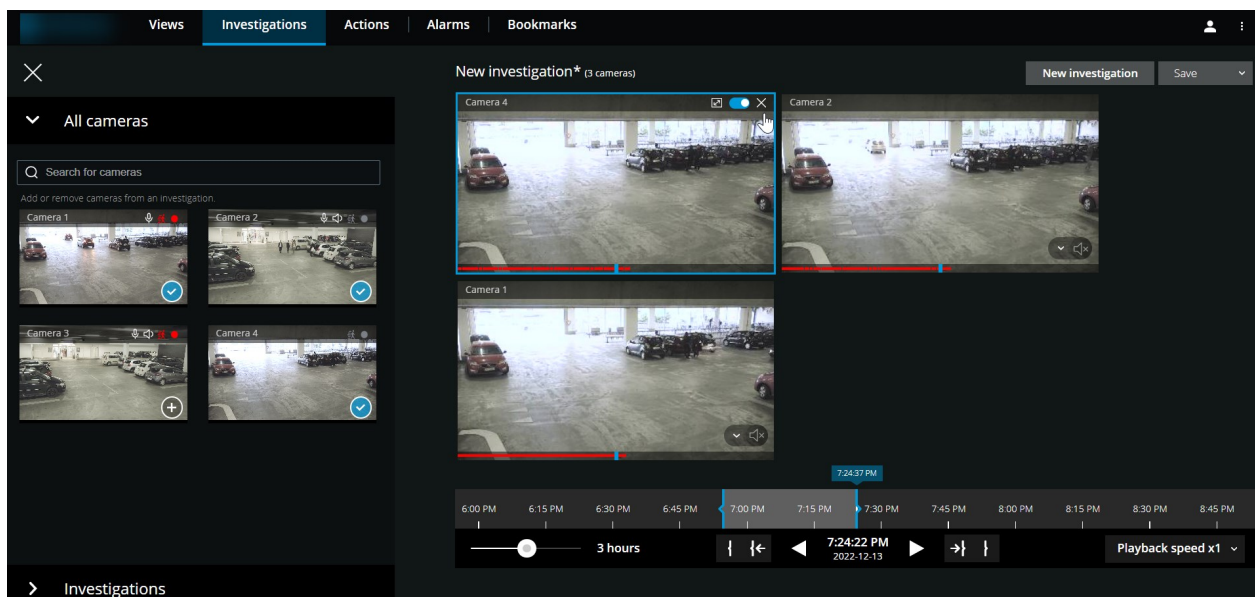 Views Investigations Actions Alarms Bookmarks
New investigation* (3 cameras)
New investigation
Save
All cameras
Search for cameras
Add or remove cameras from an investigation.
Camera 1
Camera 2
Camera 3
Camera 4
Camera 4
Camera 2
Camera 1
7:24:37 PM
6:00 PM 6:15 PM 6:30 PM 6:45 PM 7:00 PM 7:15 PM 7:30 PM 7:45 PM 8:00 PM 8:15 PM 8:30 PM 8:45 PM
3 hours
7:24:22 PM
2022-12-13
Playback speed x1
Investigations